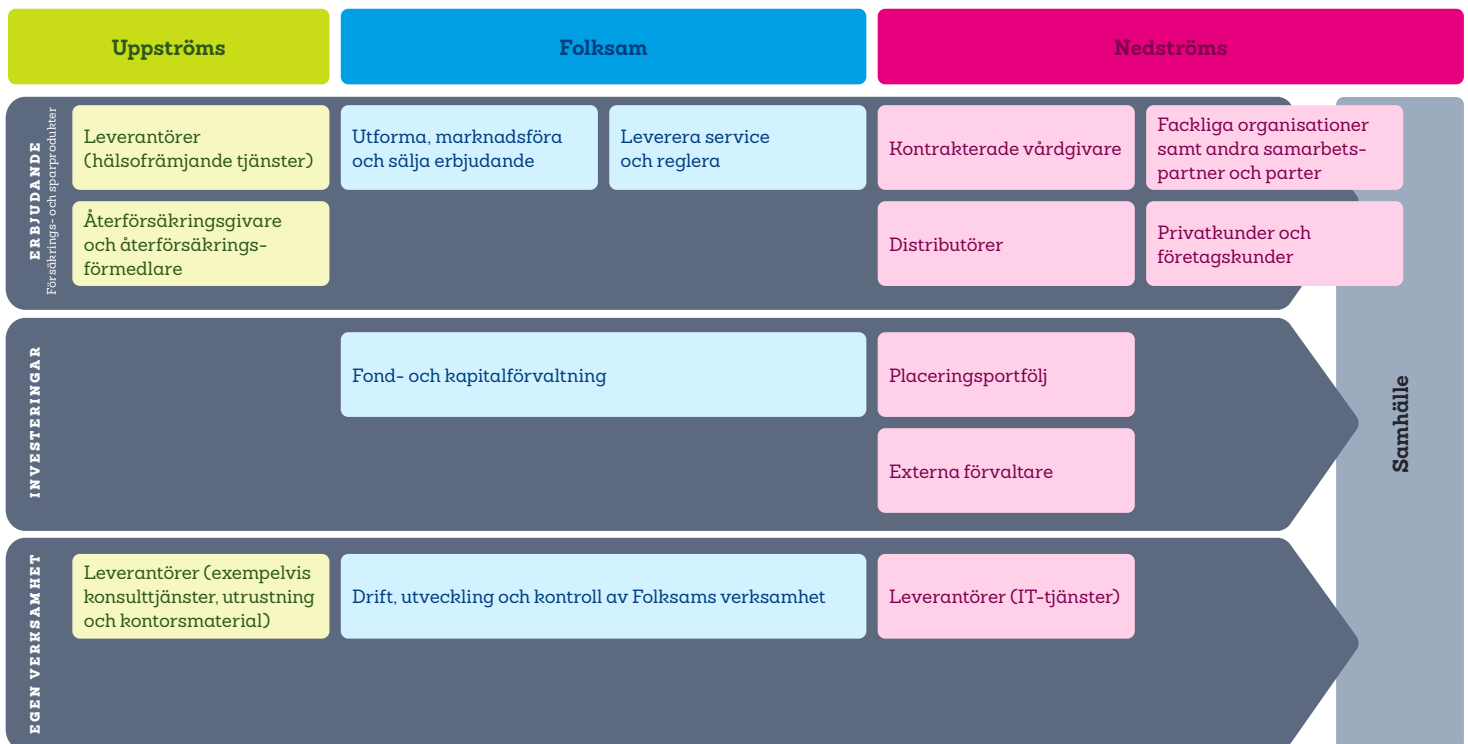 Uppströms
Folksam
Nedströms
ERBJUDANDE
Försäkrings- och sparprodukter
Leverantörer
(hälsofrämjande tjänster)
Återförsäkringsgivare
och återförsäkrings-
förmedlare
Utforma, marknadsföra
och sälja erbjudande
Leverera service
och reglera
Kontrakterade vårdgivare
Fackliga organisationer
samt andra samarbets-
partner och parter
Distributörer
Privatkunder och
företagskunder
INVESTERINGAR
Fond- och kapitalförvaltning
Placeringsportfölj
Externa förvaltare
EGEN VERKSAMHET
Leverantörer (exempelvis
konsulttjänster, utrustning
och kontorsmaterial)
Drift, utveckling och kontroll av Folksams verksamhet
Leverantörer (IT-tjänster)
Samhälle